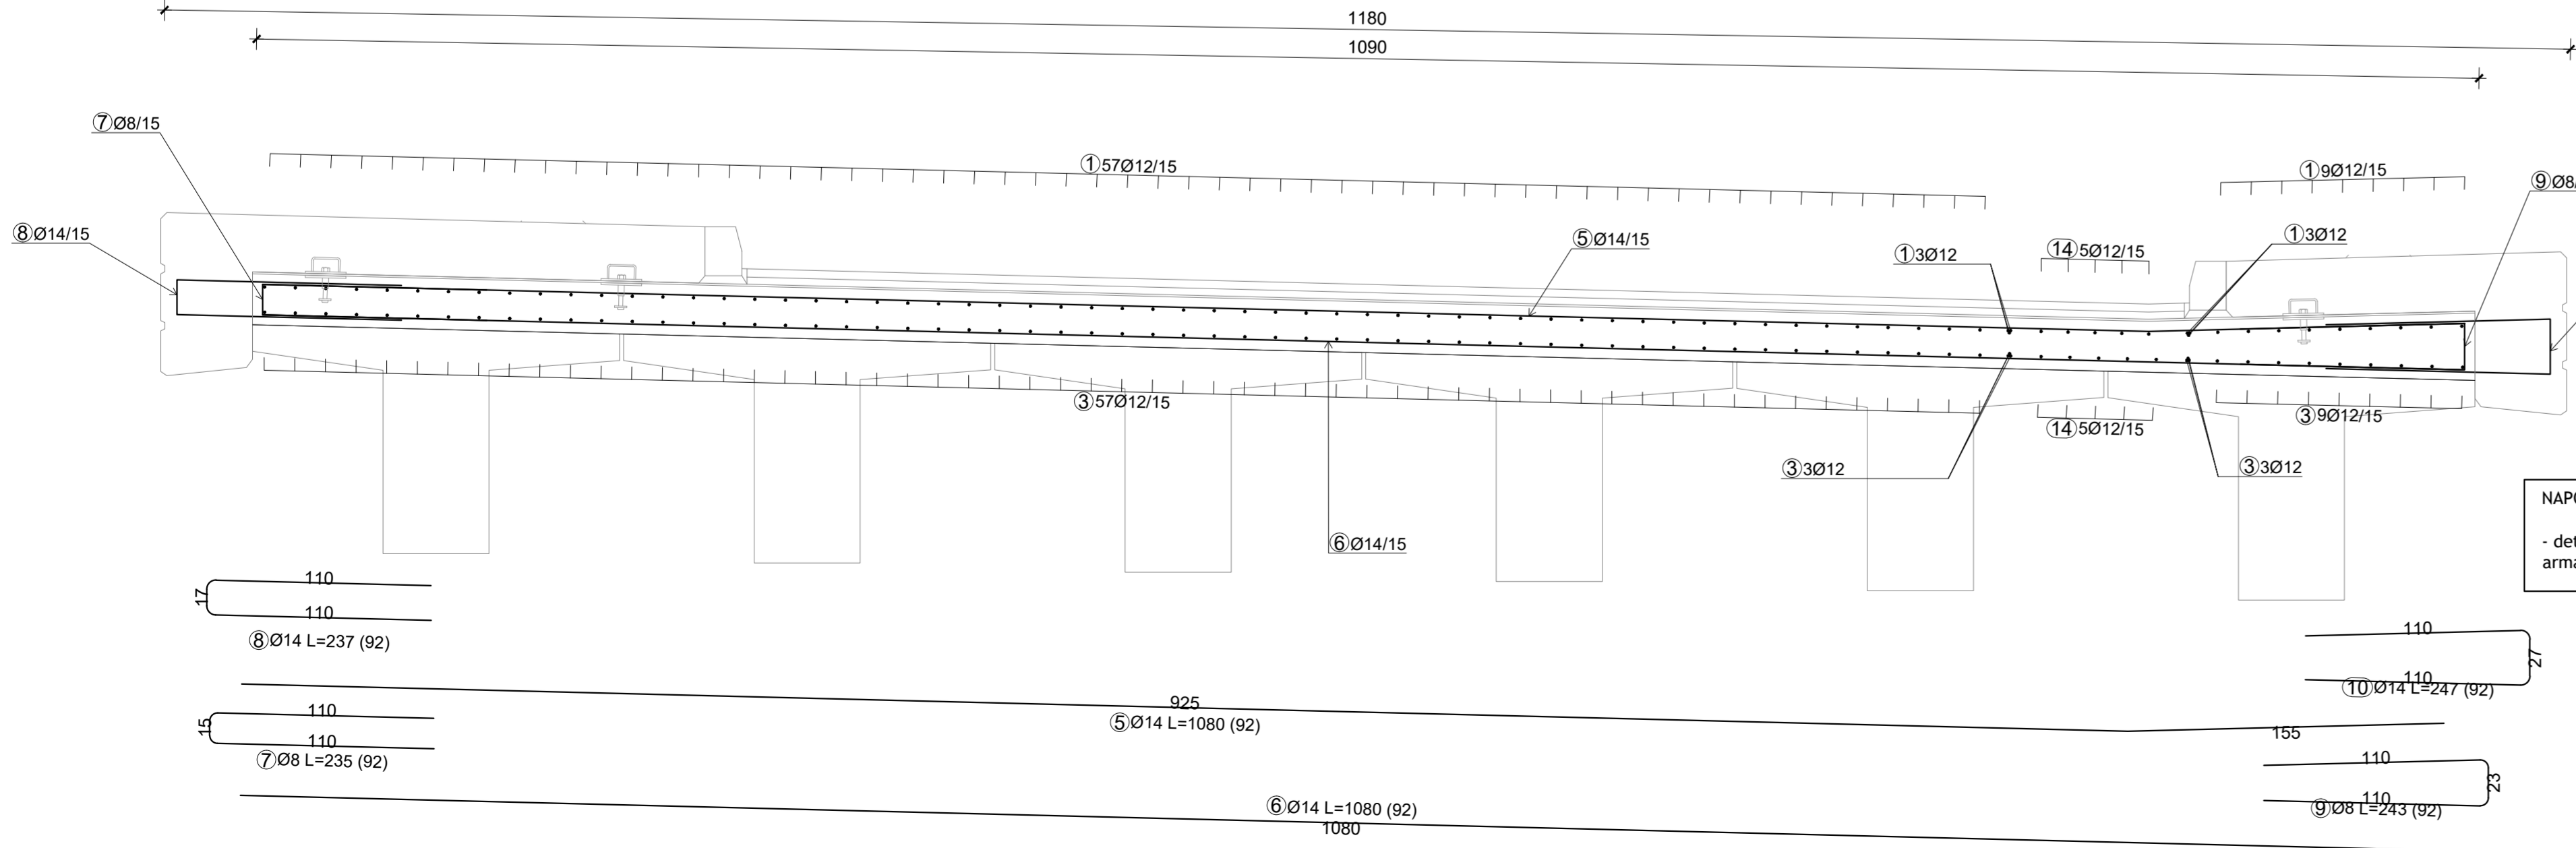 1180
1090
⑦Ø8/15
①57Ø12/15
①9Ø12/15
⑨Ø8/
⑧Ø14/15
⑤Ø14/15
①3Ø12
⑭5Ø12/15
①3Ø12
③57Ø12/15
⑭5Ø12/15
③9Ø12/15
③3Ø12
③3Ø12
⑥Ø14/15
- det
arma
110
17
110
⑧Ø14 L=237 (92)
110
27
110
⑩Ø14 L=247 (92)
925
⑤Ø14 L=1080 (92)
155
110
15
110
⑦Ø8 L=235 (92)
110
23
110
⑨Ø8 L=243 (92)
⑥Ø14 L=1080 (92)
1080